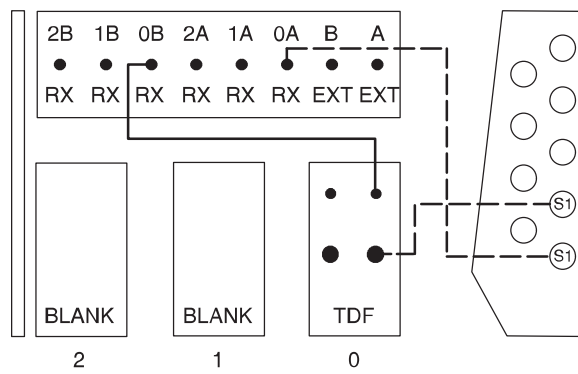 2B 1B 0B 2A 1A 0A B A
RX RX RX RX RX RX EXT EXT
S1
S1
BLANK BLANK TDF
2 1 0